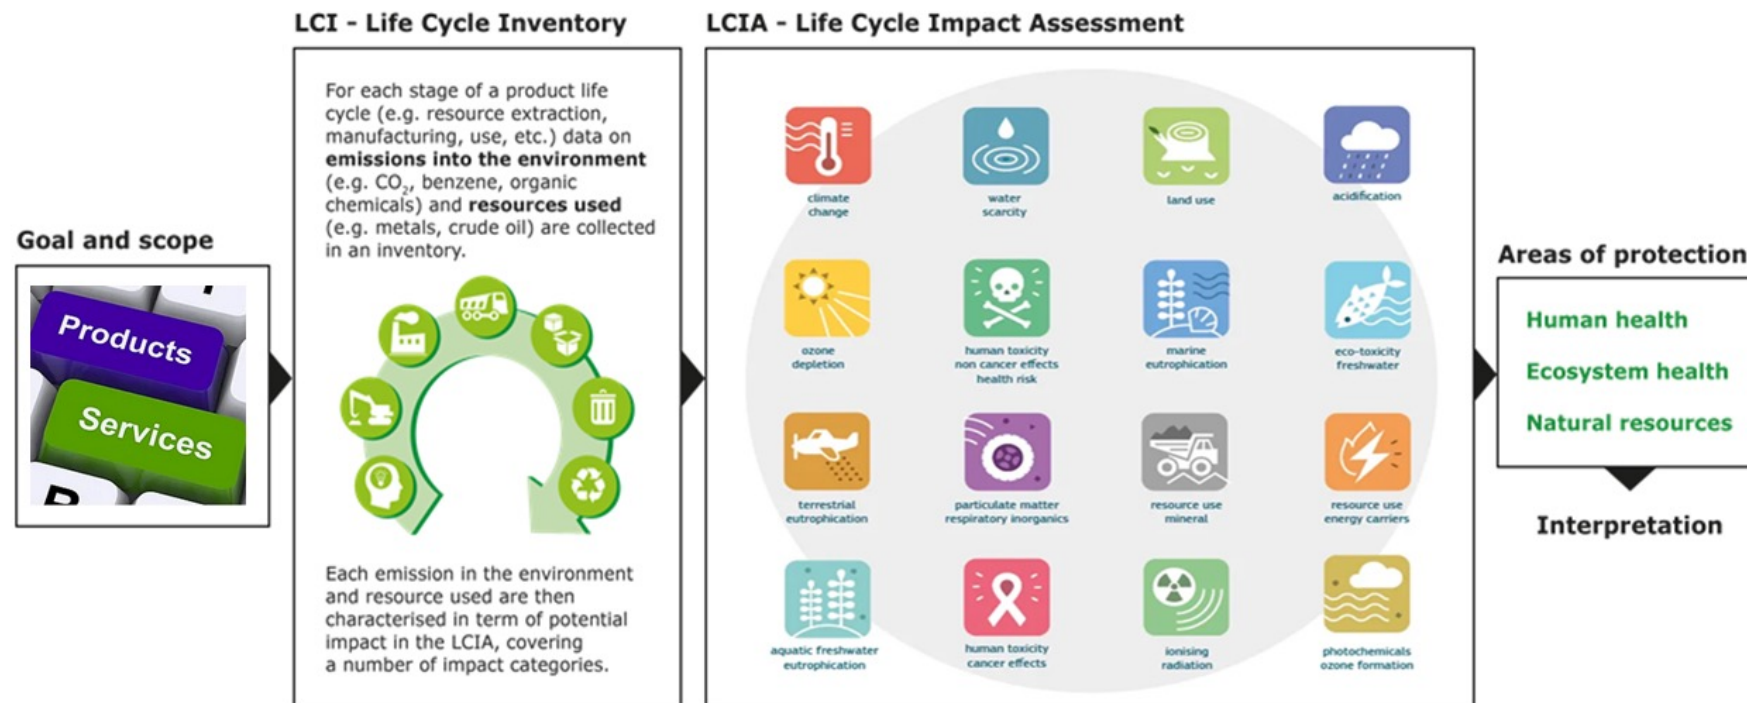 LCI - Life Cycle Inventory
LCIA - Life Cycle Impact Assessment
Goal and scope
Products
Services
For each stage of a product life
cycle (e.g. resource extraction,
manufacturing, use, etc.) data on
emissions into the environment
(e.g. CO₂, benzene, organic
chemicals) and resources used
(e.g. metals, crude oil) are collected
in an inventory.
Each emission in the environment
and resource used are then
characterised in term of potential
impact in the LCIA, covering
a number of impact categories.
climate
change
water
scarcity
land use
acidification
ozone
depletion
human toxicity
non cancer effects
health risk
marine
eutrophication
eco-toxicity
freshwater
terrestrial
eutrophication
particulate matter
respiratory inorganics
resource use
mineral
resource use
energy carriers
aquatic freshwater
eutrophication
human toxicity
cancer effects
ionising
radiation
photochemicals
ozone formation
Areas of protection
Human health
Ecosystem health
Natural resources
Interpretation